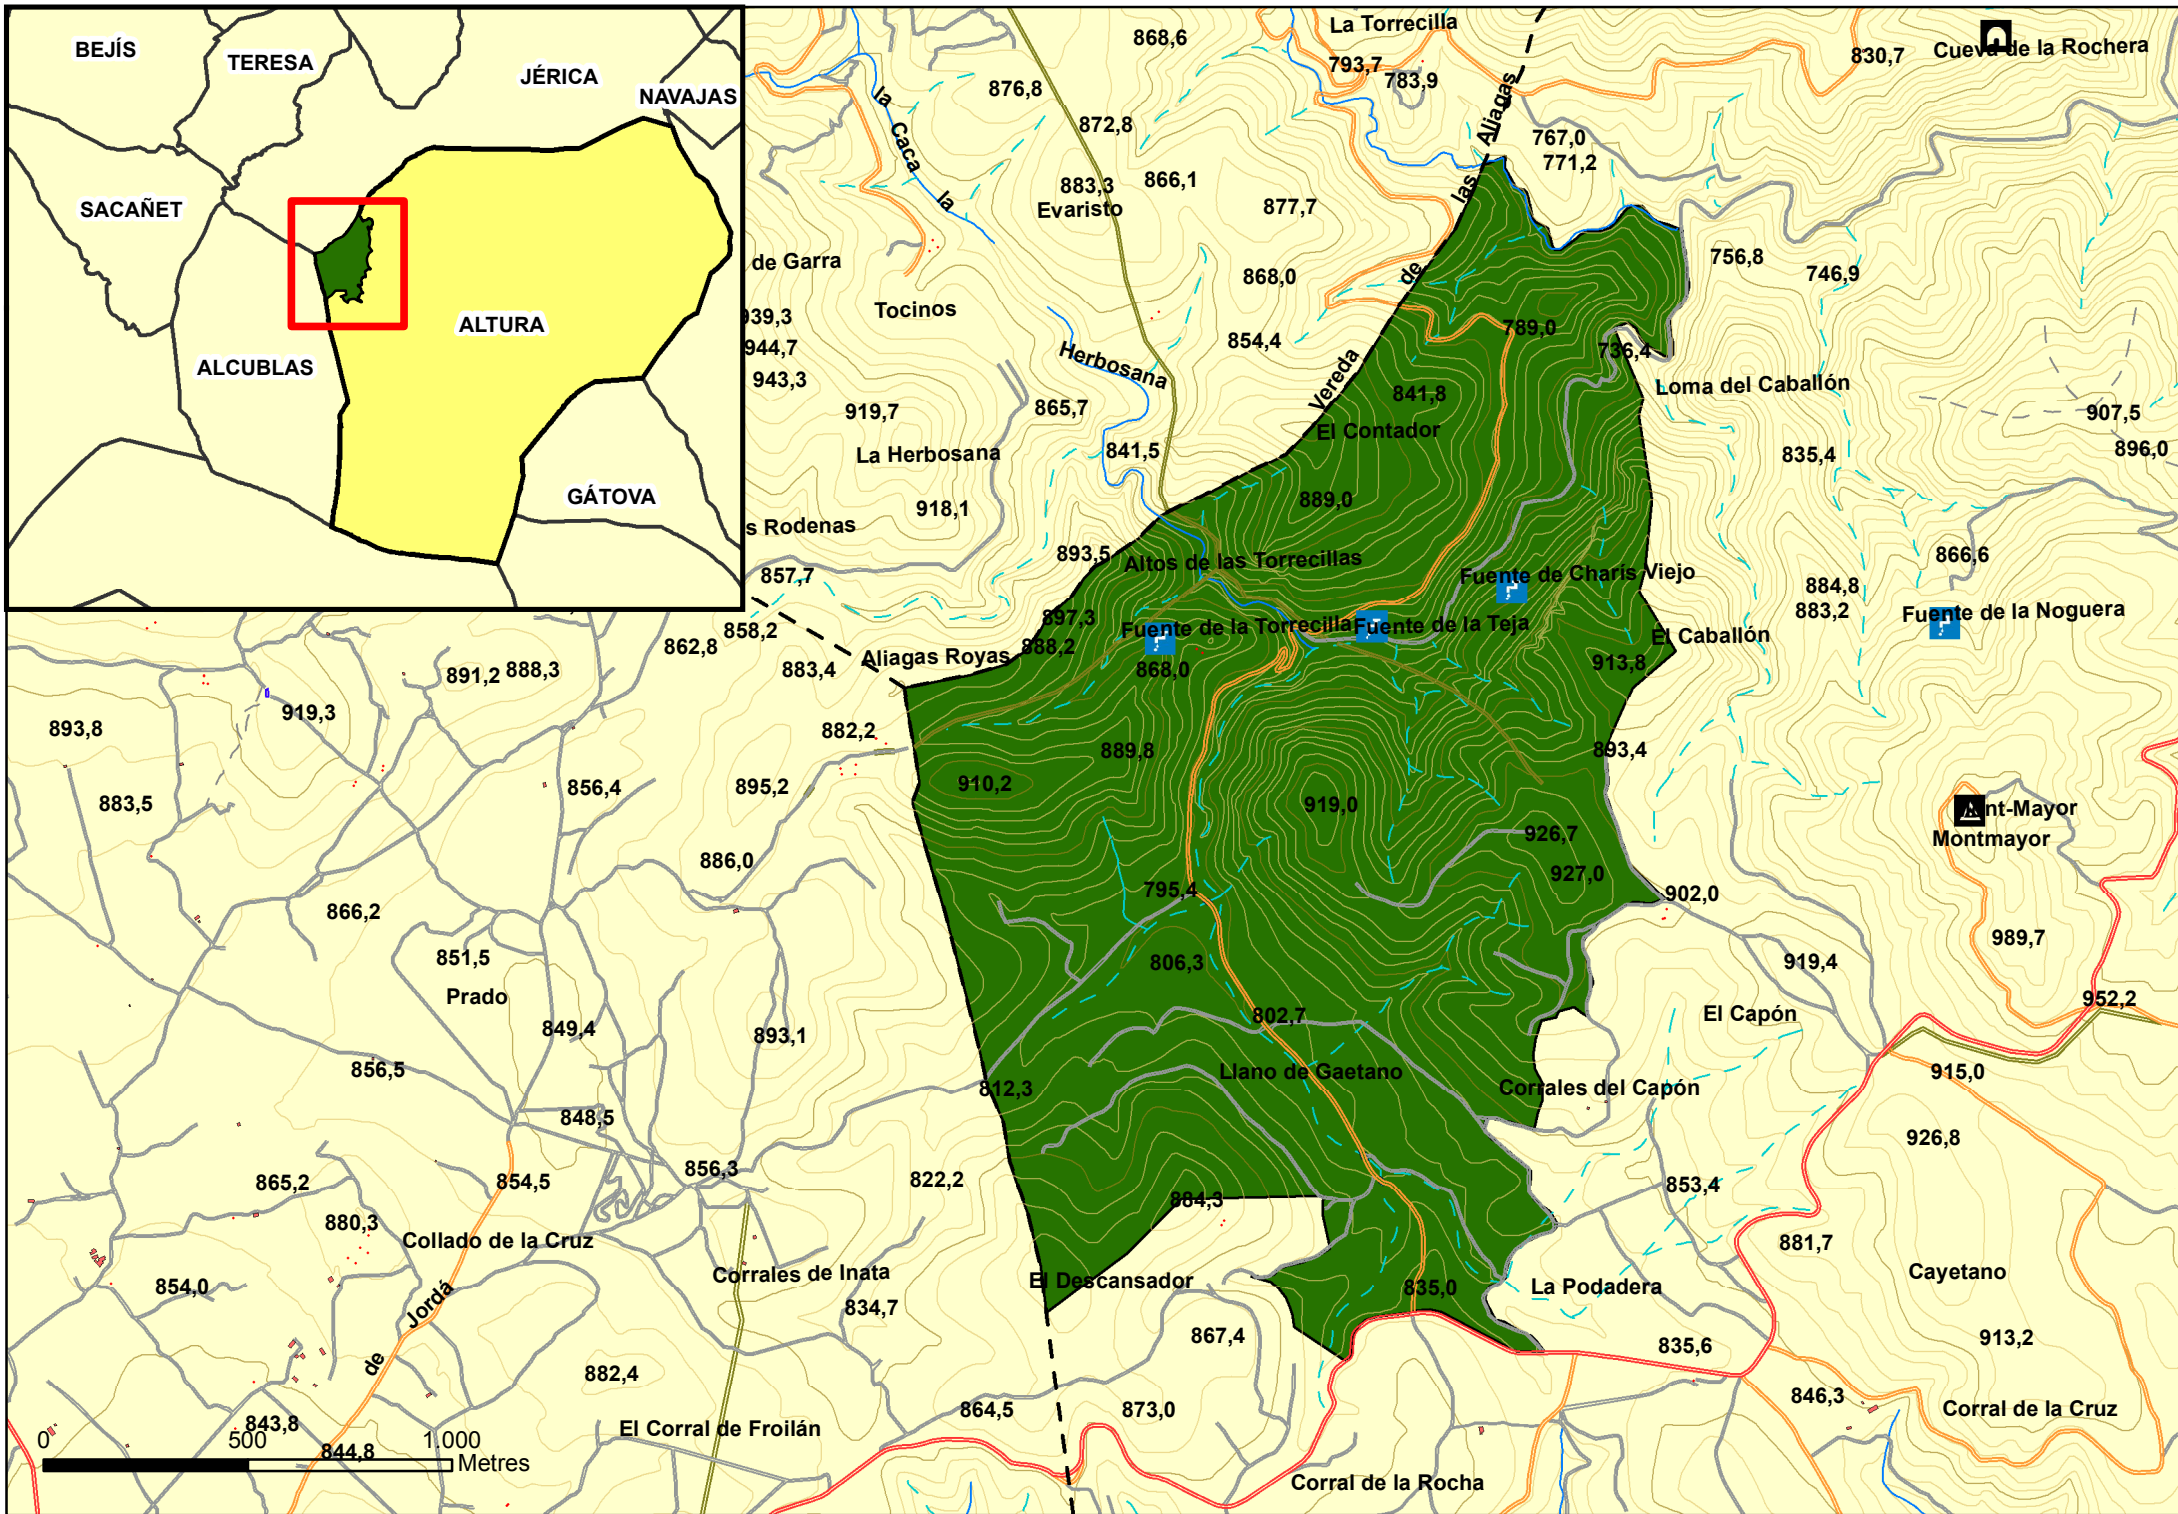 BEJÍS
TERESA
JÉRICA
NAVAJAS
SACAÑET
ALTURA
ALCUBLAS
GÁTOVA
868,6
La Torrecilla
793,7
783,9
830,7
Cueva de la Rochera
876,8
la Caca la
872,8
Vereda de las Aliagas
767,0
771,2
883,3
Evaristo
866,1
877,7
de Garra
868,0
756,8
746,9
Tocinos
939,3
944,7
943,3
854,4
789,0
736,4
Herbosana
Loma del Caballón
919,7
865,7
841,8
907,5
El Contador
La Herbosana
841,5
835,4
896,0
918,1
889,0
s Rodenas
893,5
Altos de las Torrecillas
866,6
857,7
Fuente de Charis Viejo
884,8
883,2
897,3
Fuente de la Torrecilla
Fuente de la Teja
Fuente de la Noguera
858,2
862,8
888,2
El Caballón
Aliagas Royas
883,4
868,0
913,8
891,2
888,3
919,3
893,8
882,2
889,8
893,4
883,5
856,4
895,2
910,2
919,0
nt-Mayor
926,7
Montmayor
886,0
927,0
795,4
902,0
866,2
989,7
851,5
806,3
919,4
Prado
952,2
849,4
893,1
802,7
El Capón
856,5
Llano de Gaetano
915,0
812,3
Corrales del Capón
848,5
926,8
856,3
865,2
854,5
822,2
884,3
853,4
880,3
Collado de la Cruz
881,7
Corrales de Inata
El Descansador
Cayetano
854,0
835,0
La Podadera
de Jordá
834,7
867,4
835,6
913,2
882,4
846,3
864,5
873,0
Corral de la Cruz
843,8
El Corral de Froilán
0 500 1.000
844,8
Metres
Corral de la Rocha